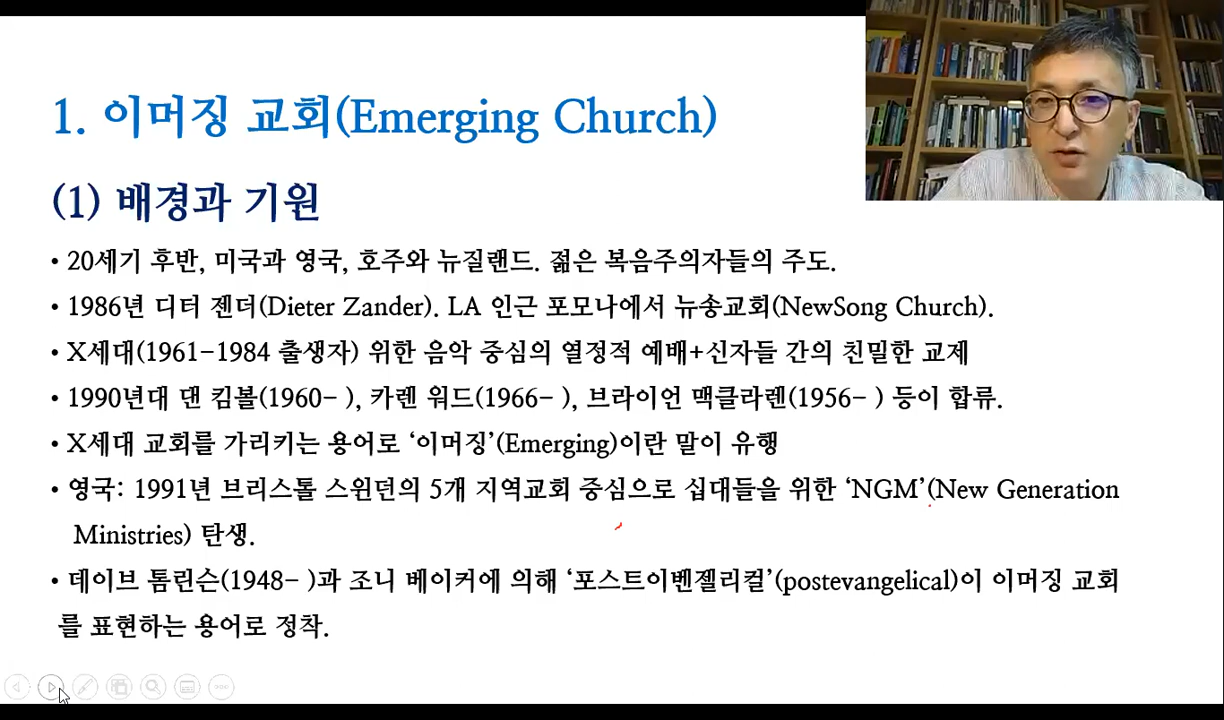 1. 이머징 교회(Emerging Church)
(1) 배경과 기원
• 20세기 후반, 미국과 영국, 호주와 뉴질랜드. 젊은 복음주의자들의 주도.
• 1986년 디터 젠더(Dieter Zander). LA 인근 포모나에서 뉴송교회(NewSong Church).
• X세대(1961-1984 출생자) 위한 음악 중심의 열정적 예배+신자들 간의 친밀한 교제
• 1990년대 댄 킴볼(1960- ), 카렌 워드(1966- ), 브라이언 맥클라렌(1956- ) 등이 합류.
• X세대 교회를 가리키는 용어로 ‘이머징’(Emerging)이란 말이 유행
• 영국: 1991년 브리스톨 스윈던의 5개 지역교회 중심으로 십대들을 위한 ‘NGM’(New Generation
Ministries) 탄생.
• 데이브 톰린슨(1948- )과 조니 베이커에 의해 ‘포스트이벤젤리컬’(postevangelical)이 이머징 교회
를 표현하는 용어로 정착.